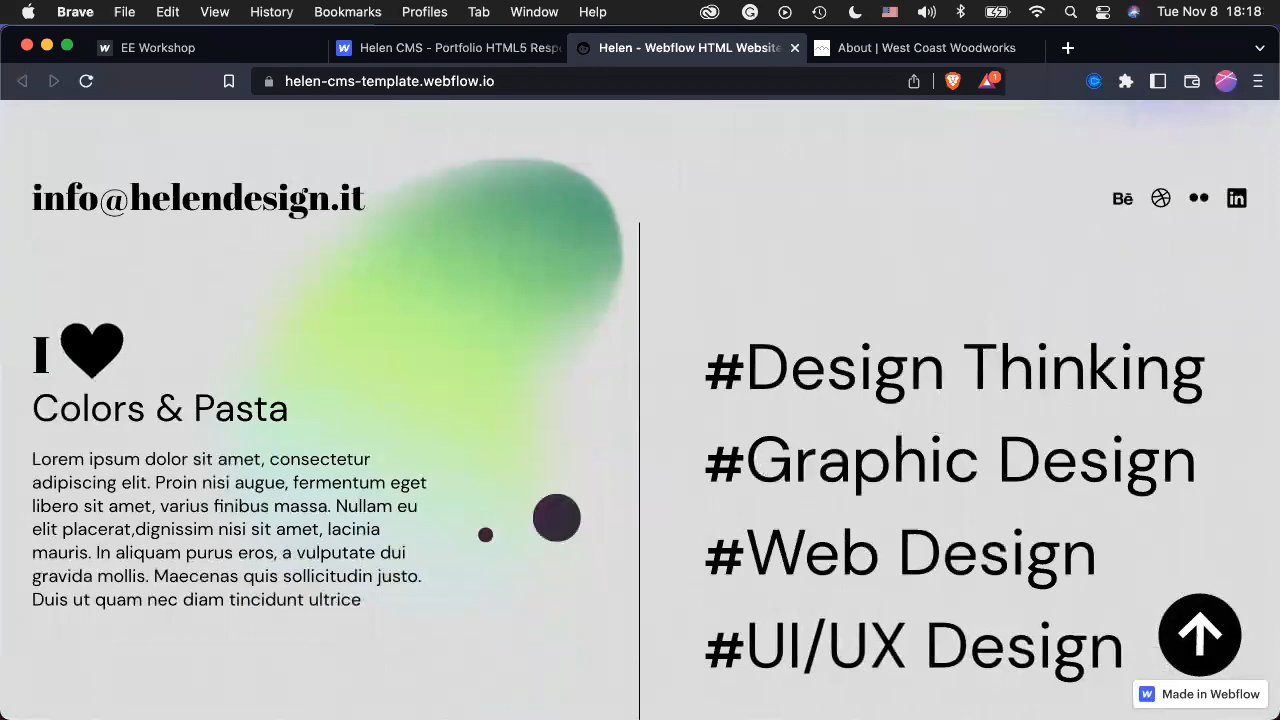 Brave File Edit View History Bookmarks Profiles Tab Window Help Tue Nov 8 18:18
EE Workshop
Helen CMS - Portfolio HTML5 Resp
Helen - Webflow HTML Website
About | West Coast Woodworks
helen-cms-template.webflow.io
1
info@helendesign.it
Bē
in
I
Colors & Pasta
Lorem ipsum dolor sit amet, consectetur
adipiscing elit. Proin nisi augue, fermentum eget
libero sit amet, varius finibus massa. Nullam eu
elit placerat,dignissim nisi sit amet, lacinia
mauris. In aliquam purus eros, a vulputate dui
gravida mollis. Maecenas quis sollicitudin justo.
Duis ut quam nec diam tincidunt ultrice
#Design Thinking
#Graphic Design
#Web Design
#UI/UX Design
Made in Webflow